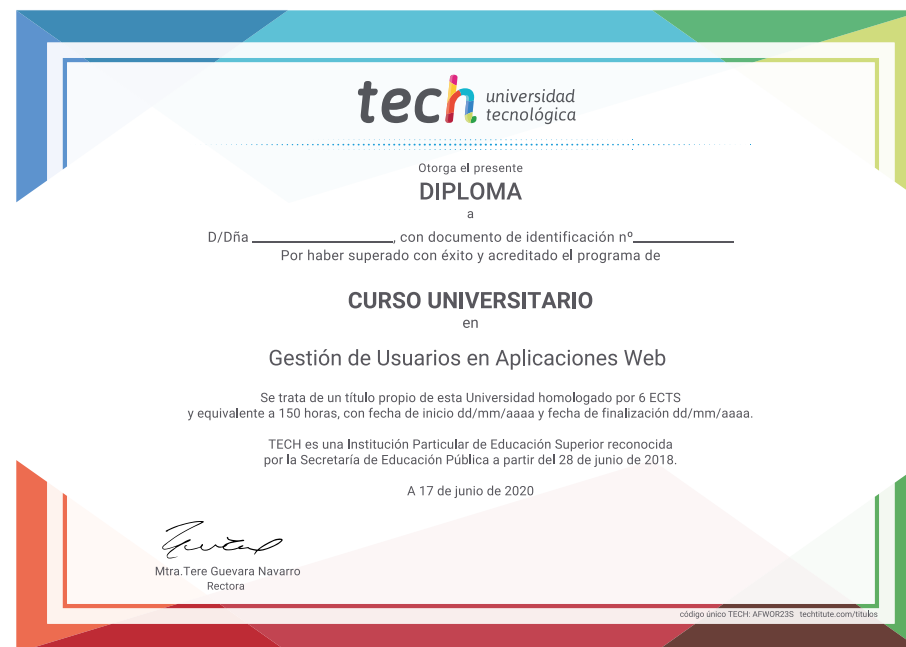 tech universidad
tecnológica
Otorga el presente
DIPLOMA
a
D/Dña ____________________, con documento de identificación nº______________
Por haber superado con éxito y acreditado el programa de
CURSO UNIVERSITARIO
en
Gestión de Usuarios en Aplicaciones Web
Se trata de un título propio de esta Universidad homologado por 6 ECTS
y equivalente a 150 horas, con fecha de inicio dd/mm/aaaa y fecha de finalización dd/mm/aaaa.
TECH es una Institución Particular de Educación Superior reconocida
por la Secretaría de Educación Pública a partir del 28 de junio de 2018.
A 17 de junio de 2020
Mtra.Tere Guevara Navarro
Rectora
código único TECH: AFWOR23S techtitute.com/titulos